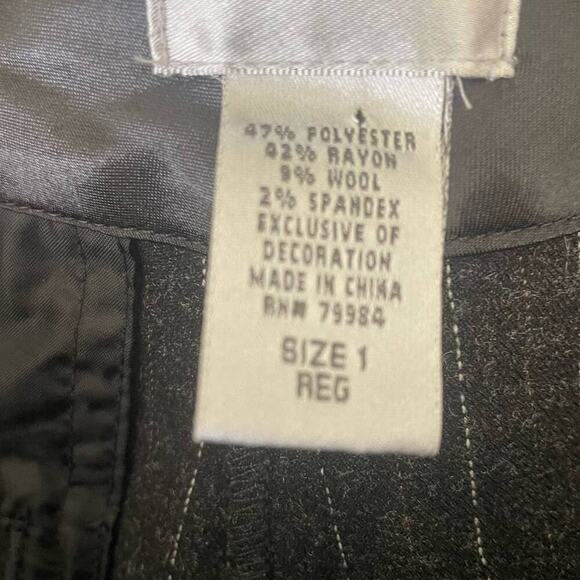 47% POLYESTER
42% RAYON
9% WOOL
2% SPANDEX
EXCLUSIVE OF
DECORATION
MADE IN CHINA
RN# 79984
SIZE 1
REG